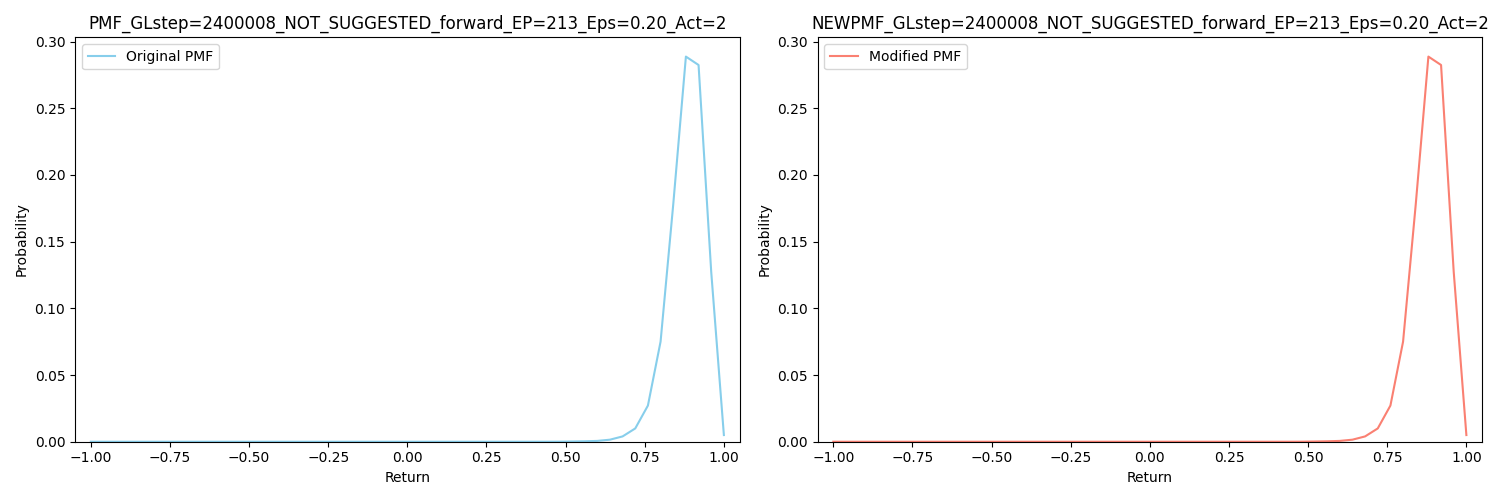 PMF_GLstep=2400008_NOT_SUGGESTED_forward_EP=213_Eps=0.20_Act=2
Original PMF
Probability
0.30
0.25
0.20
0.15
0.10
0.05
0.00
−1.00 −0.75 −0.50 −0.25 0.00 0.25 0.50 0.75 1.00
Return
NEWPMF_GLstep=2400008_NOT_SUGGESTED_forward_EP=213_Eps=0.20_Act=2
Modified PMF
Probability
0.30
0.25
0.20
0.15
0.10
0.05
0.00
−1.00 −0.75 −0.50 −0.25 0.00 0.25 0.50 0.75 1.00
Return